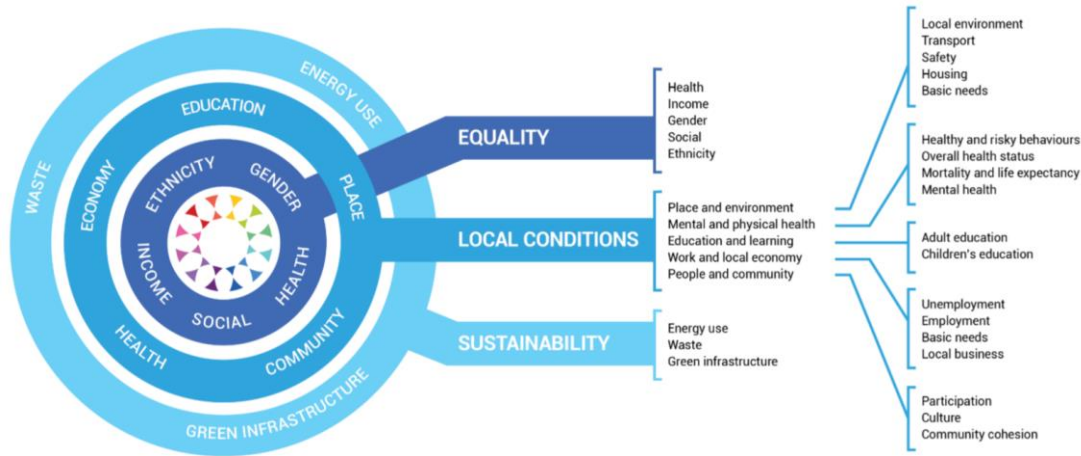 WASTE
ENERGY USE
GREEN INFRASTRUCTURE
EDUCATION
ECONOMY
PLACE
HEALTH
COMMUNITY
ETHNICITY
GENDER
INCOME
HEALTH
SOCIAL
EQUALITY
Health
Income
Gender
Social
Ethnicity
LOCAL CONDITIONS
Place and environment
Mental and physical health
Education and learning
Work and local economy
People and community
SUSTAINABILITY
Energy use
Waste
Green infrastructure
Local environment
Transport
Safety
Housing
Basic needs
Healthy and risky behaviours
Overall health status
Mortality and life expectancy
Mental health
Adult education
Children's education
Unemployment
Employment
Basic needs
Local business
Participation
Culture
Community cohesion